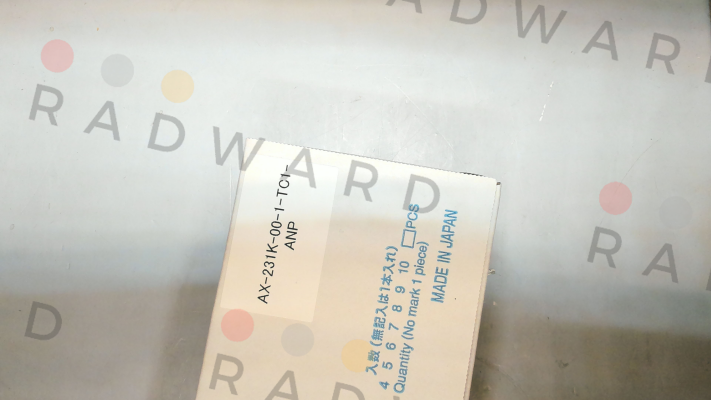 AX-231K-00-1-TC1-
ANP
入数(無記入は1本入れ)
4 5 6 7 8 9 10 □PCS
Quantity (No mark 1 piece)
MADE IN JAPAN
RADWARD
RADWARD
RADWARD
RA
D